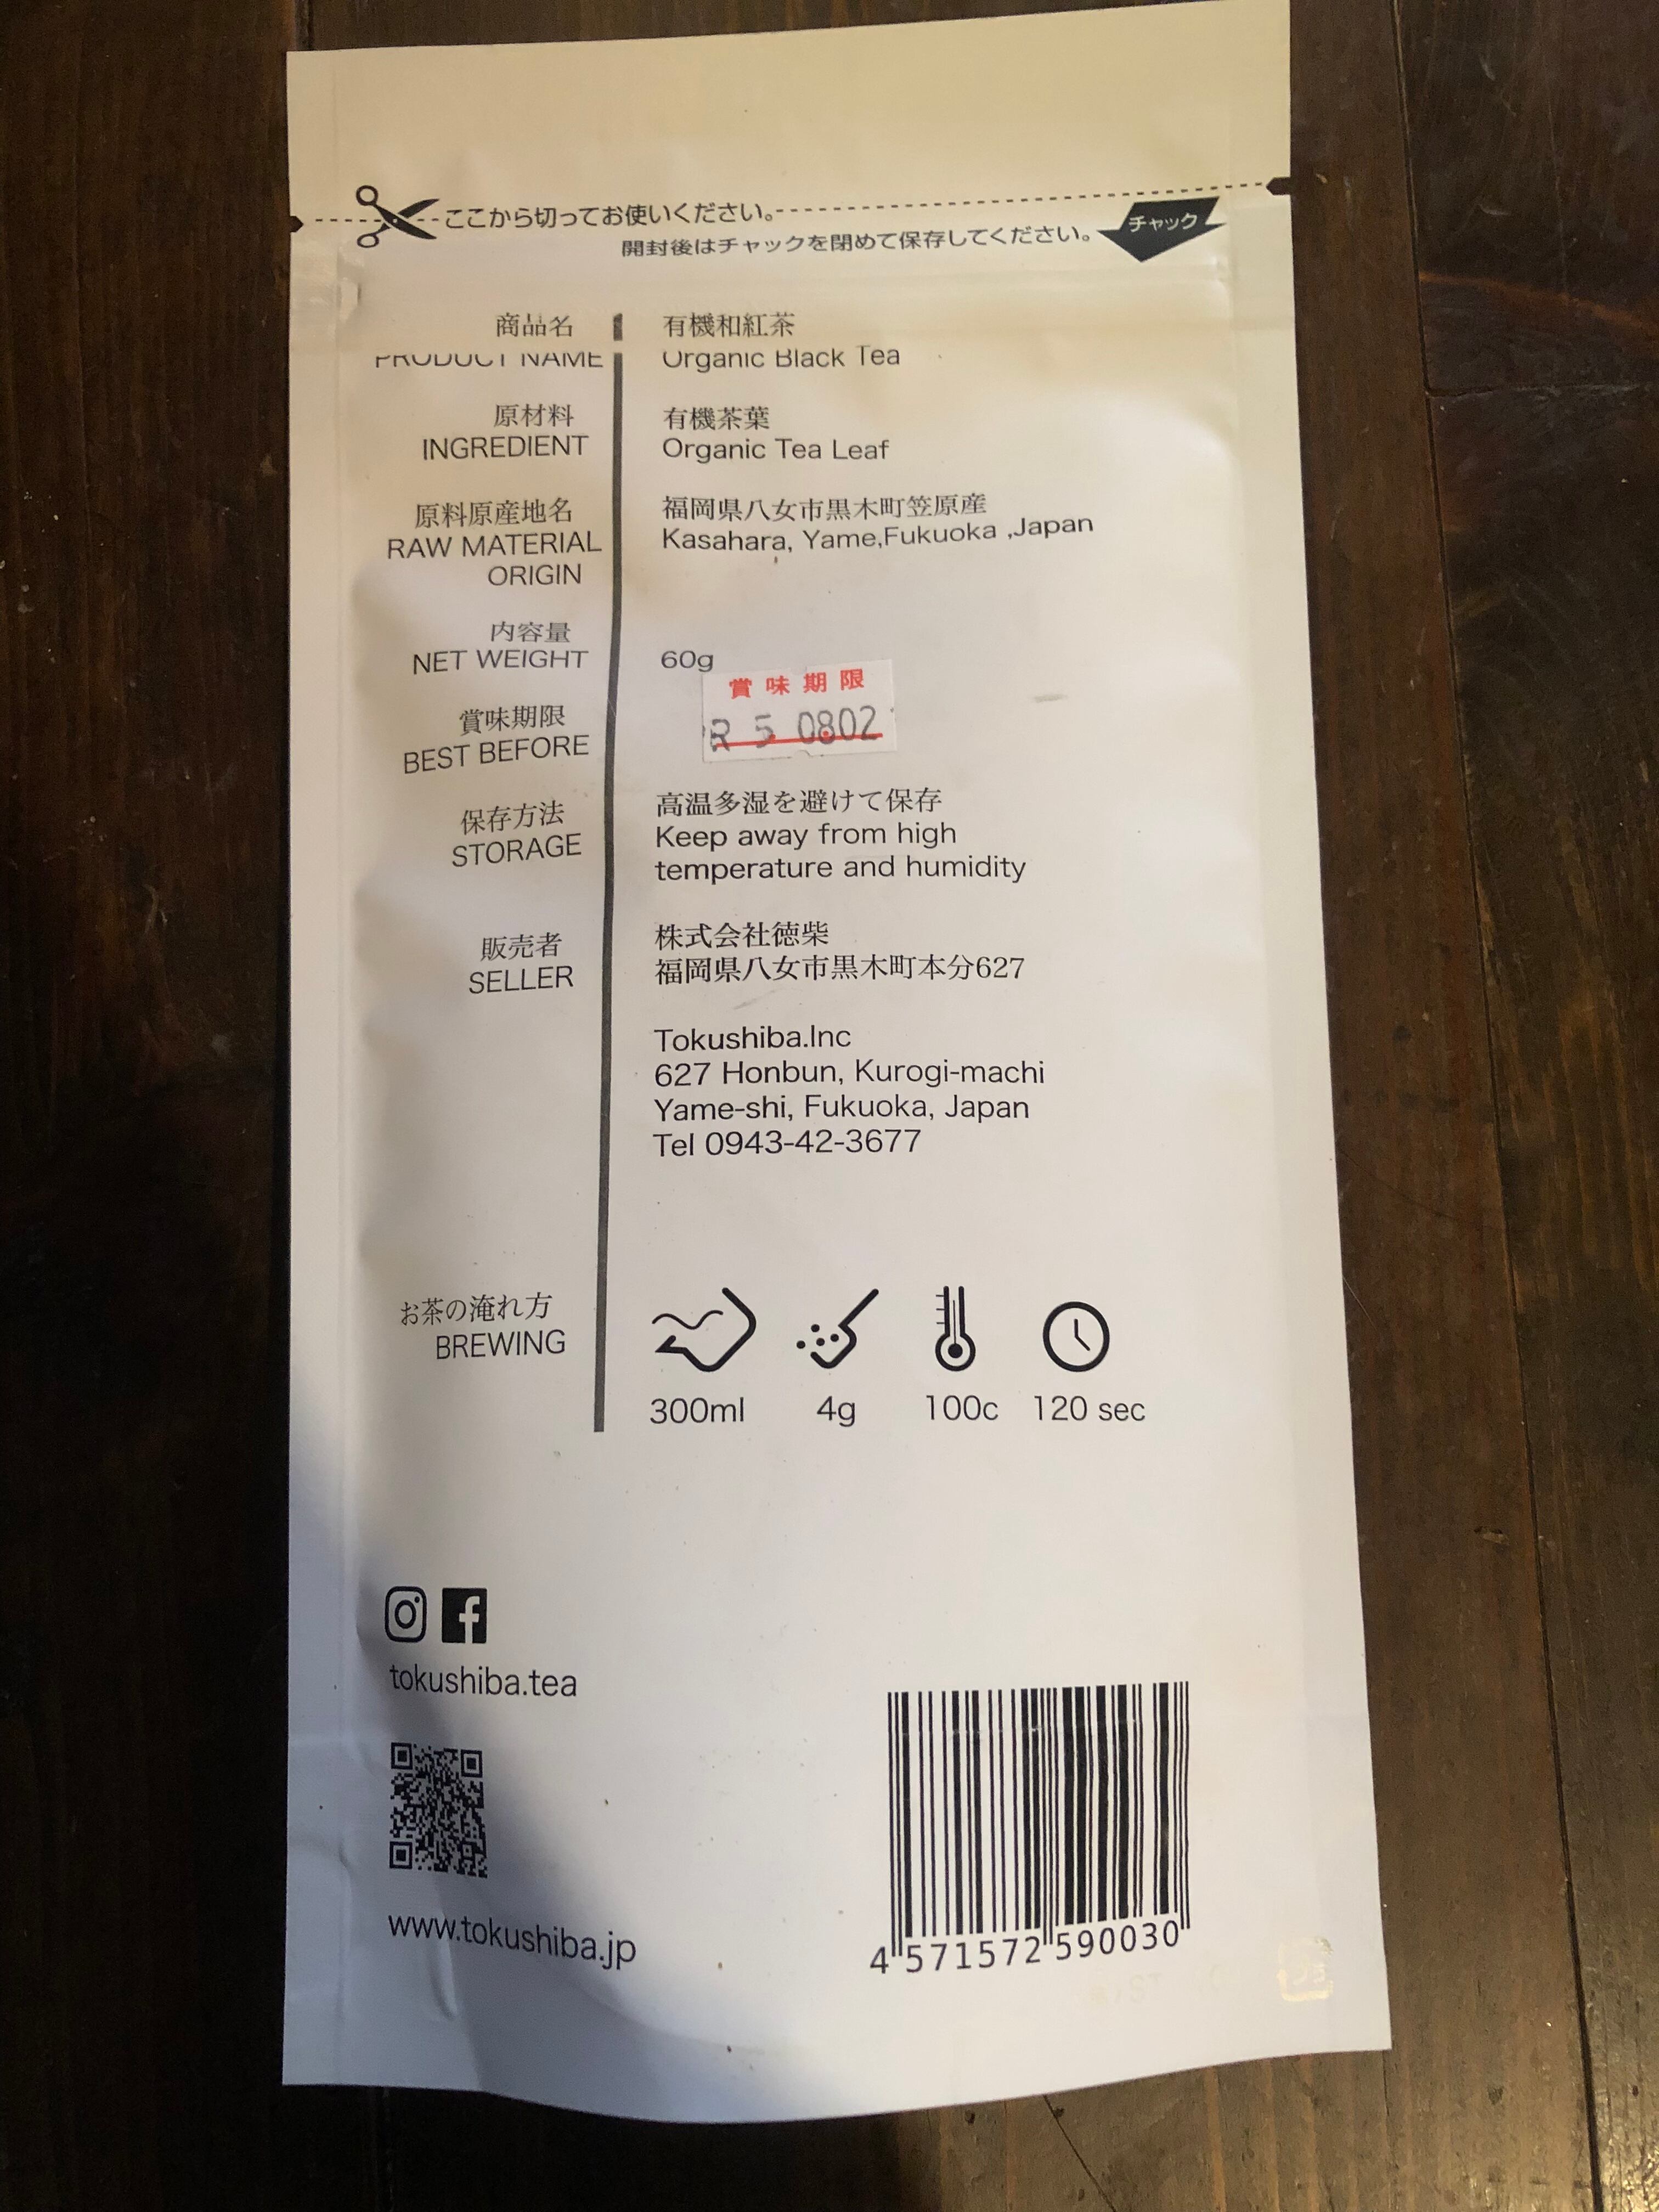 ここから切ってお使いください。
開封後はチャックを閉めて保存してください。
チャック
商品名 有機和紅茶
PRODUCT NAME Organic Black Tea
原材料 有機茶葉
INGREDIENT Organic Tea Leaf
原料原産地名 福岡県八女市黒木町笠原産
RAW MATERIAL Kasahara, Yame,Fukuoka ,Japan
ORIGIN
内容量
NET WEIGHT 60g
賞味期限
賞味期限
BEST BEFORE R 5 0802
保存方法 高温多湿を避けて保存
STORAGE Keep away from high
temperature and humidity
販売者 株式会社徳柴
SELLER 福岡県八女市黒木町本分627
Tokushiba.Inc
627 Honbun, Kurogi-machi
Yame-shi, Fukuoka, Japan
Tel 0943-42-3677
お茶の淹れ方
BREWING
300ml 4g 100c 120 sec
tokushiba.tea
www.tokushiba.jp
4 571572 590030